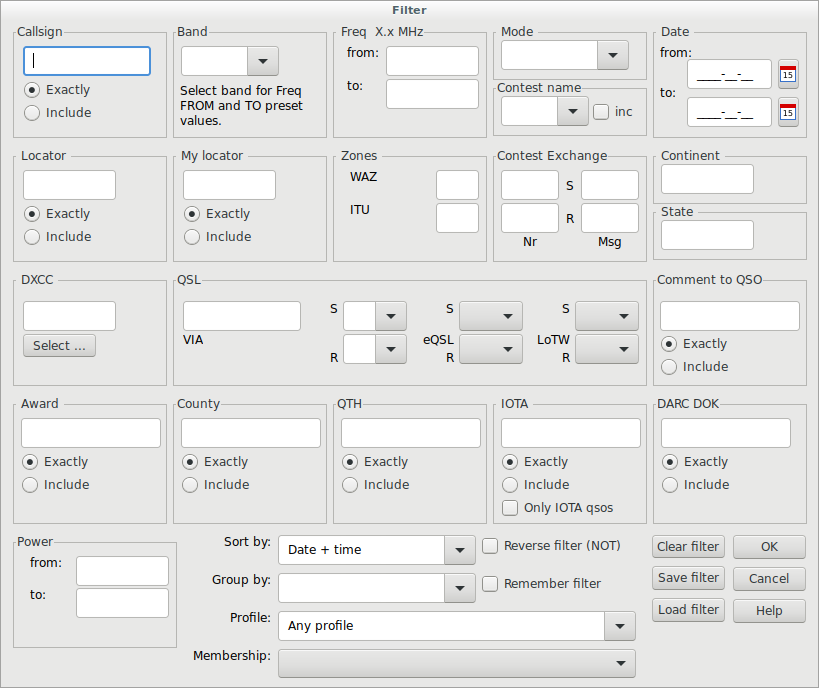 Filter
Callsign
Exactly
Include
Band
Select band for Freq
FROM and TO preset
values.
Freq X.x MHz
from:
to:
Mode
Contest name
inc
Date
from:
____-__-__
15
to:
____-__-__
15
Locator
Exactly
Include
My locator
Exactly
Include
Zones
WAZ
ITU
Contest Exchange
S
R
Nr
Msg
Continent
State
DXCC
Select ...
QSL
VIA
S
R
S
eQSL
R
S
LoTW
R
Comment to QSO
Exactly
Include
Award
Exactly
Include
County
Exactly
Include
QTH
Exactly
Include
IOTA
Exactly
Include
Only IOTA qsos
DARC DOK
Exactly
Include
Power
from:
to:
Sort by: Date + time
Reverse filter (NOT)
Group by:
Remember filter
Profile: Any profile
Membership:
Clear filter
OK
Save filter
Cancel
Load filter
Help